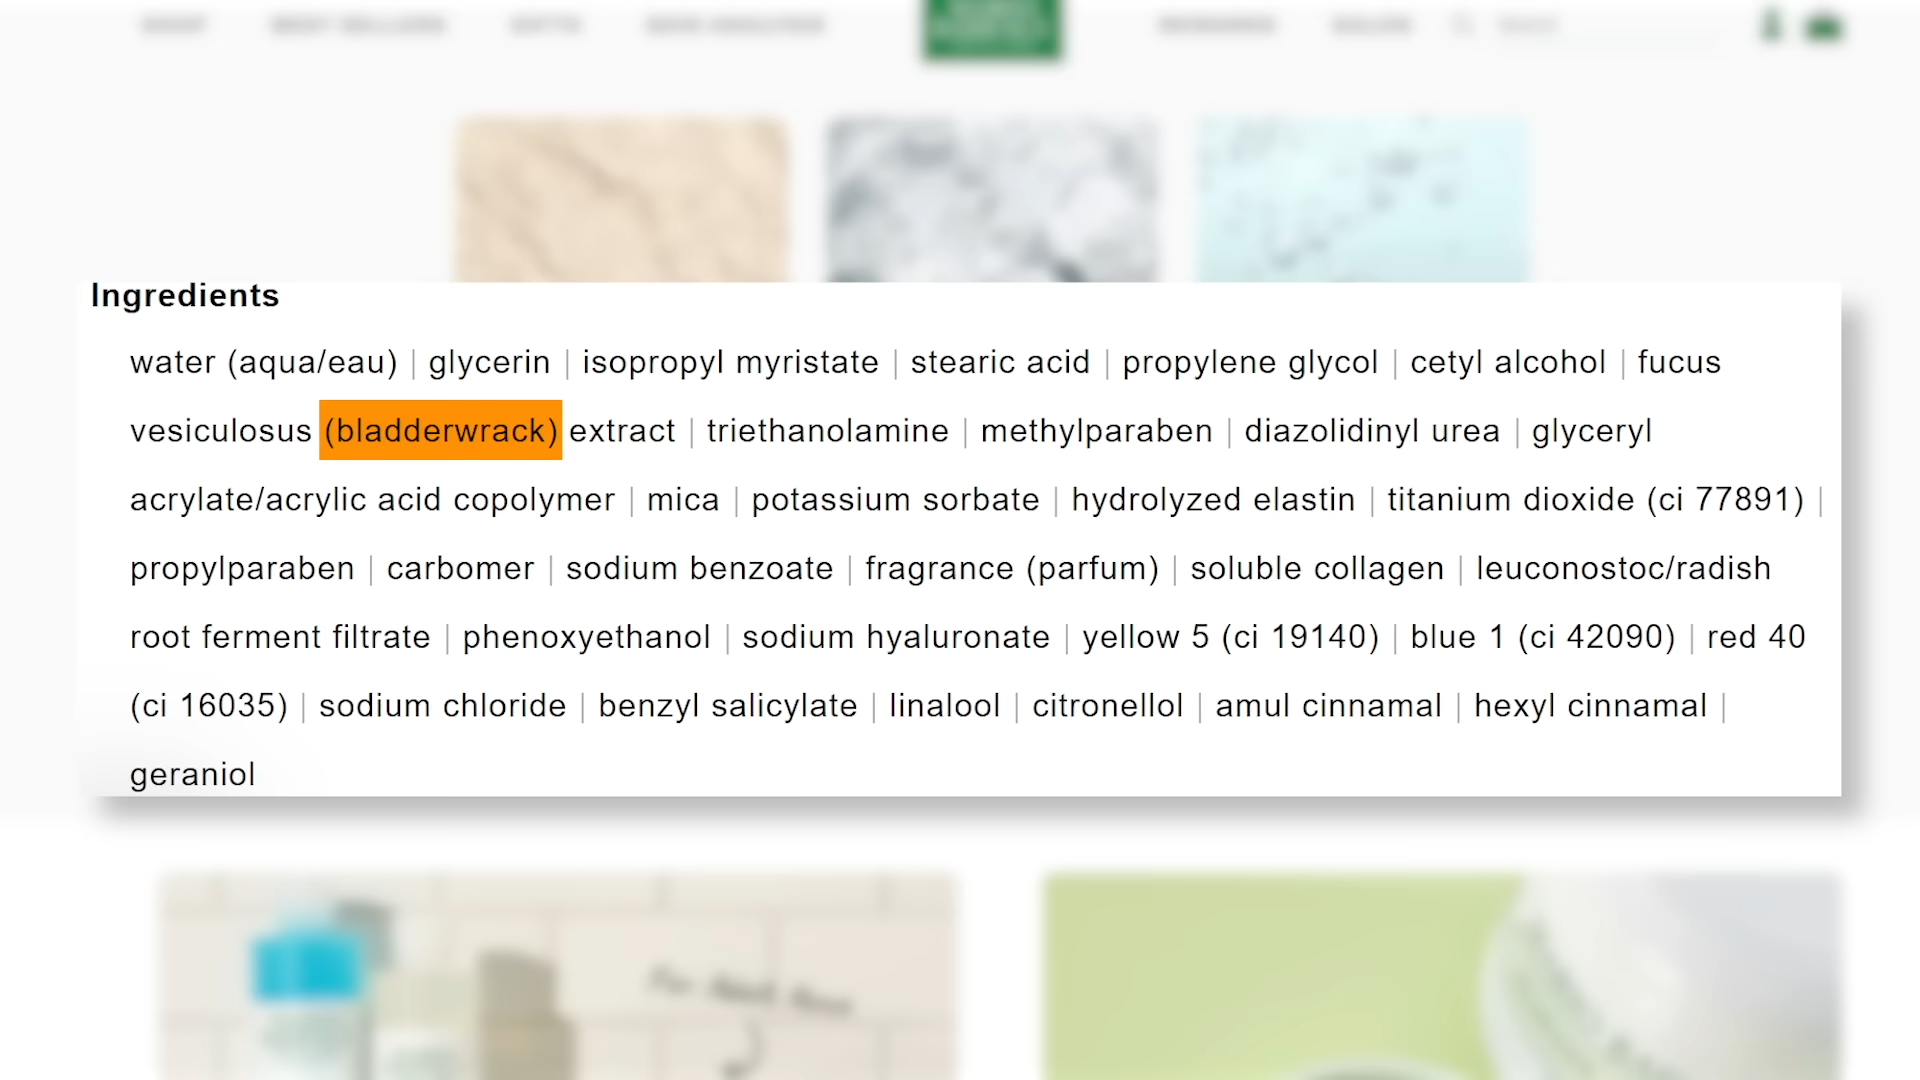 Ingredients
water (aqua/eau) | glycerin | isopropyl myristate | stearic acid | propylene glycol | cetyl alcohol | fucus
vesiculosus (bladderwrack) extract | triethanolamine | methylparaben | diazolidinyl urea | glyceryl
acrylate/acrylic acid copolymer | mica | potassium sorbate | hydrolyzed elastin | titanium dioxide (ci 77891) |
propylparaben | carbomer | sodium benzoate | fragrance (parfum) | soluble collagen | leuconostoc/radish
root ferment filtrate | phenoxyethanol | sodium hyaluronate | yellow 5 (ci 19140) | blue 1 (ci 42090) | red 40
(ci 16035) | sodium chloride | benzyl salicylate | linalool | citronellol | amul cinnamal | hexyl cinnamal |
geraniol